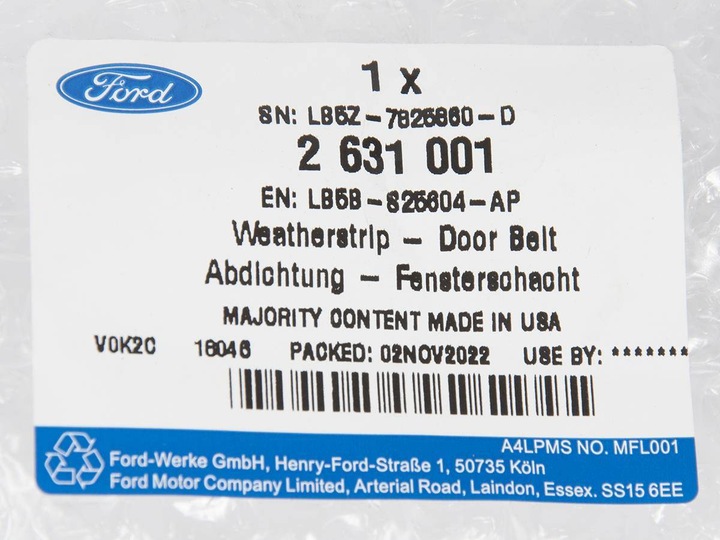 Ford
1 x
SN: LB5Z-7825860-D
2 631 001
EN: LB5B-S25604-AP
Weatherstrip - Door Belt
Abdichtung - Fensterschacht
MAJORITY CONTENT MADE IN USA
V0K2C 16046 PACKED: 02NOV2022 USE BY: *******
A4LPMS NO. MFL001
Ford-Werke GmbH, Henry-Ford-Straße 1, 50735 Köln
Ford Motor Company Limited, Arterial Road, Laindon, Essex. SS15 6EE